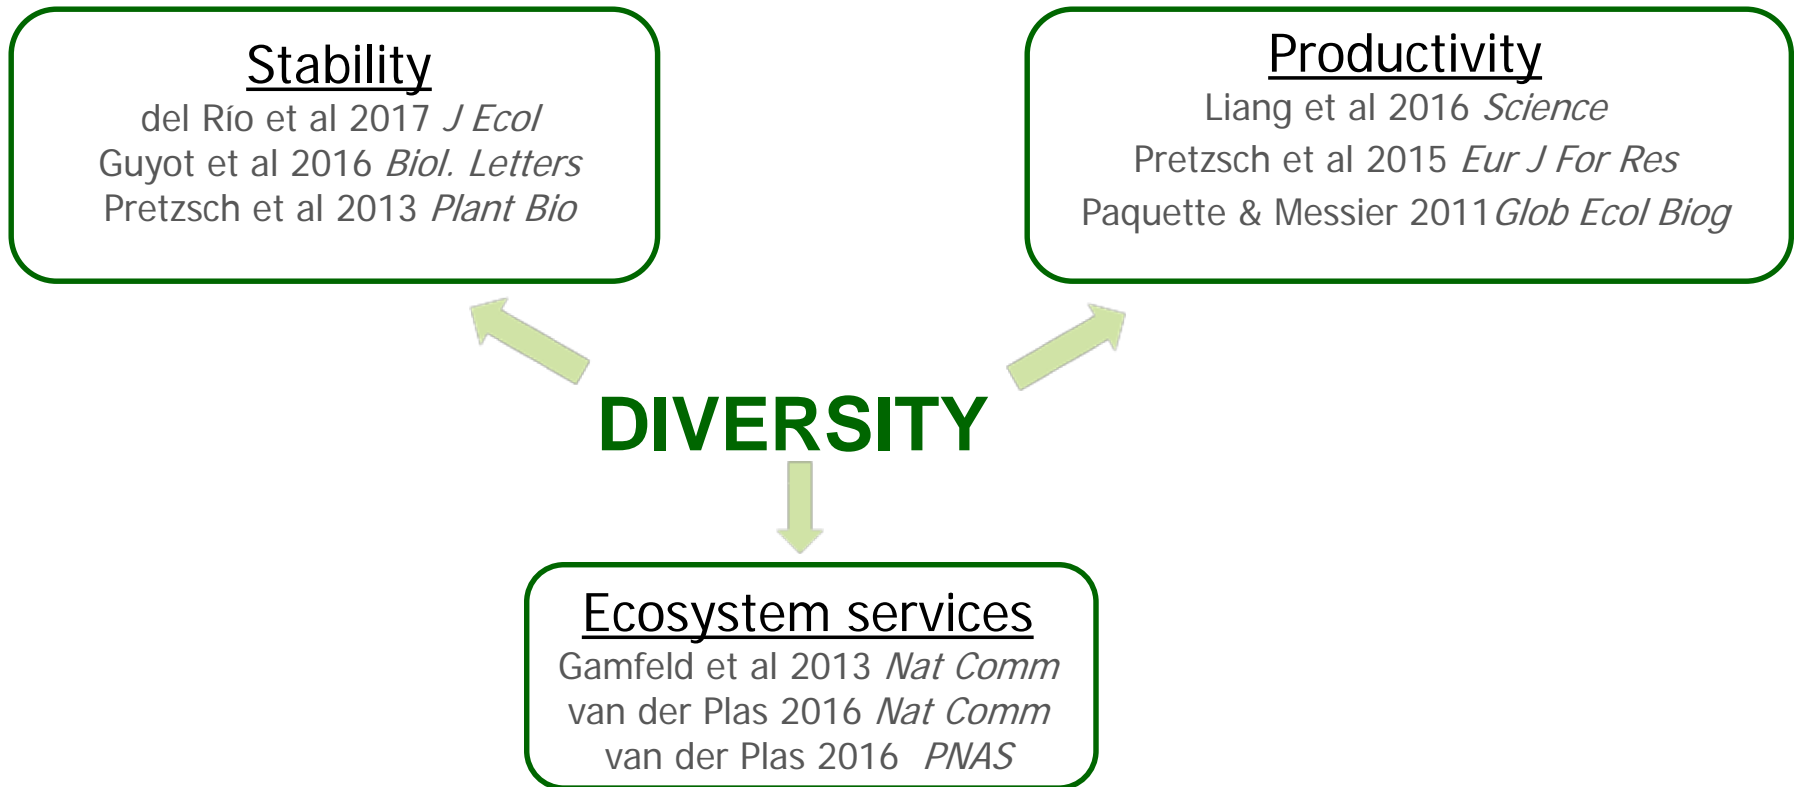 Stability
del Río et al 2017 J Ecol
Guyot et al 2016 Biol. Letters
Pretzsch et al 2013 Plant Bio
Productivity
Liang et al 2016 Science
Pretzsch et al 2015 Eur J For Res
Paquette & Messier 2011 Glob Ecol Biog
DIVERSITY
Ecosystem services
Gamfeld et al 2013 Nat Comm
van der Plas 2016 Nat Comm
van der Plas 2016 PNAS